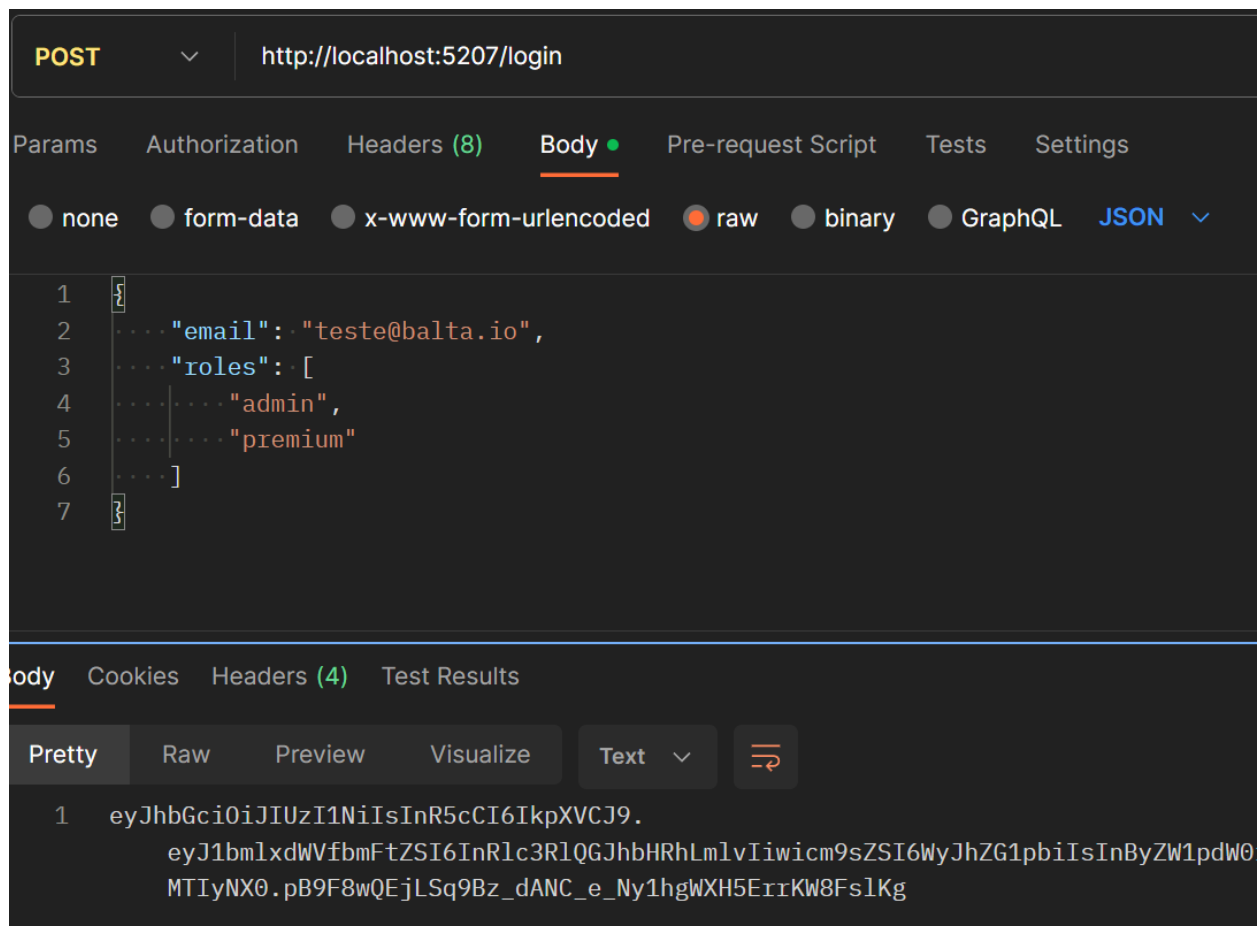 POST http://localhost:5207/login
Params Authorization Headers (8) Body Pre-request Script Tests Settings
none form-data x-www-form-urlencoded raw binary GraphQL JSON
1 {
2 "email": "teste@balta.io",
3 "roles": [
4 "admin",
5 "premium"
6 ]
7 }
Body Cookies Headers (4) Test Results
Pretty Raw Preview Visualize Text
1 eyJhbGciOiJIUzI1NiIsInR5cCI6IkpXVCJ9.
eyJ1bmlxdWVfbmFtZSI6InRlc3RlQGJhbHRhLmlvIiwicm9sZSI6WyJhZG1pbiIsInByZW1pdW0
MTIyNX0.pB9F8wQEjLSq9Bz_dANC_e_Ny1hgWXH5ErrKW8FslKg